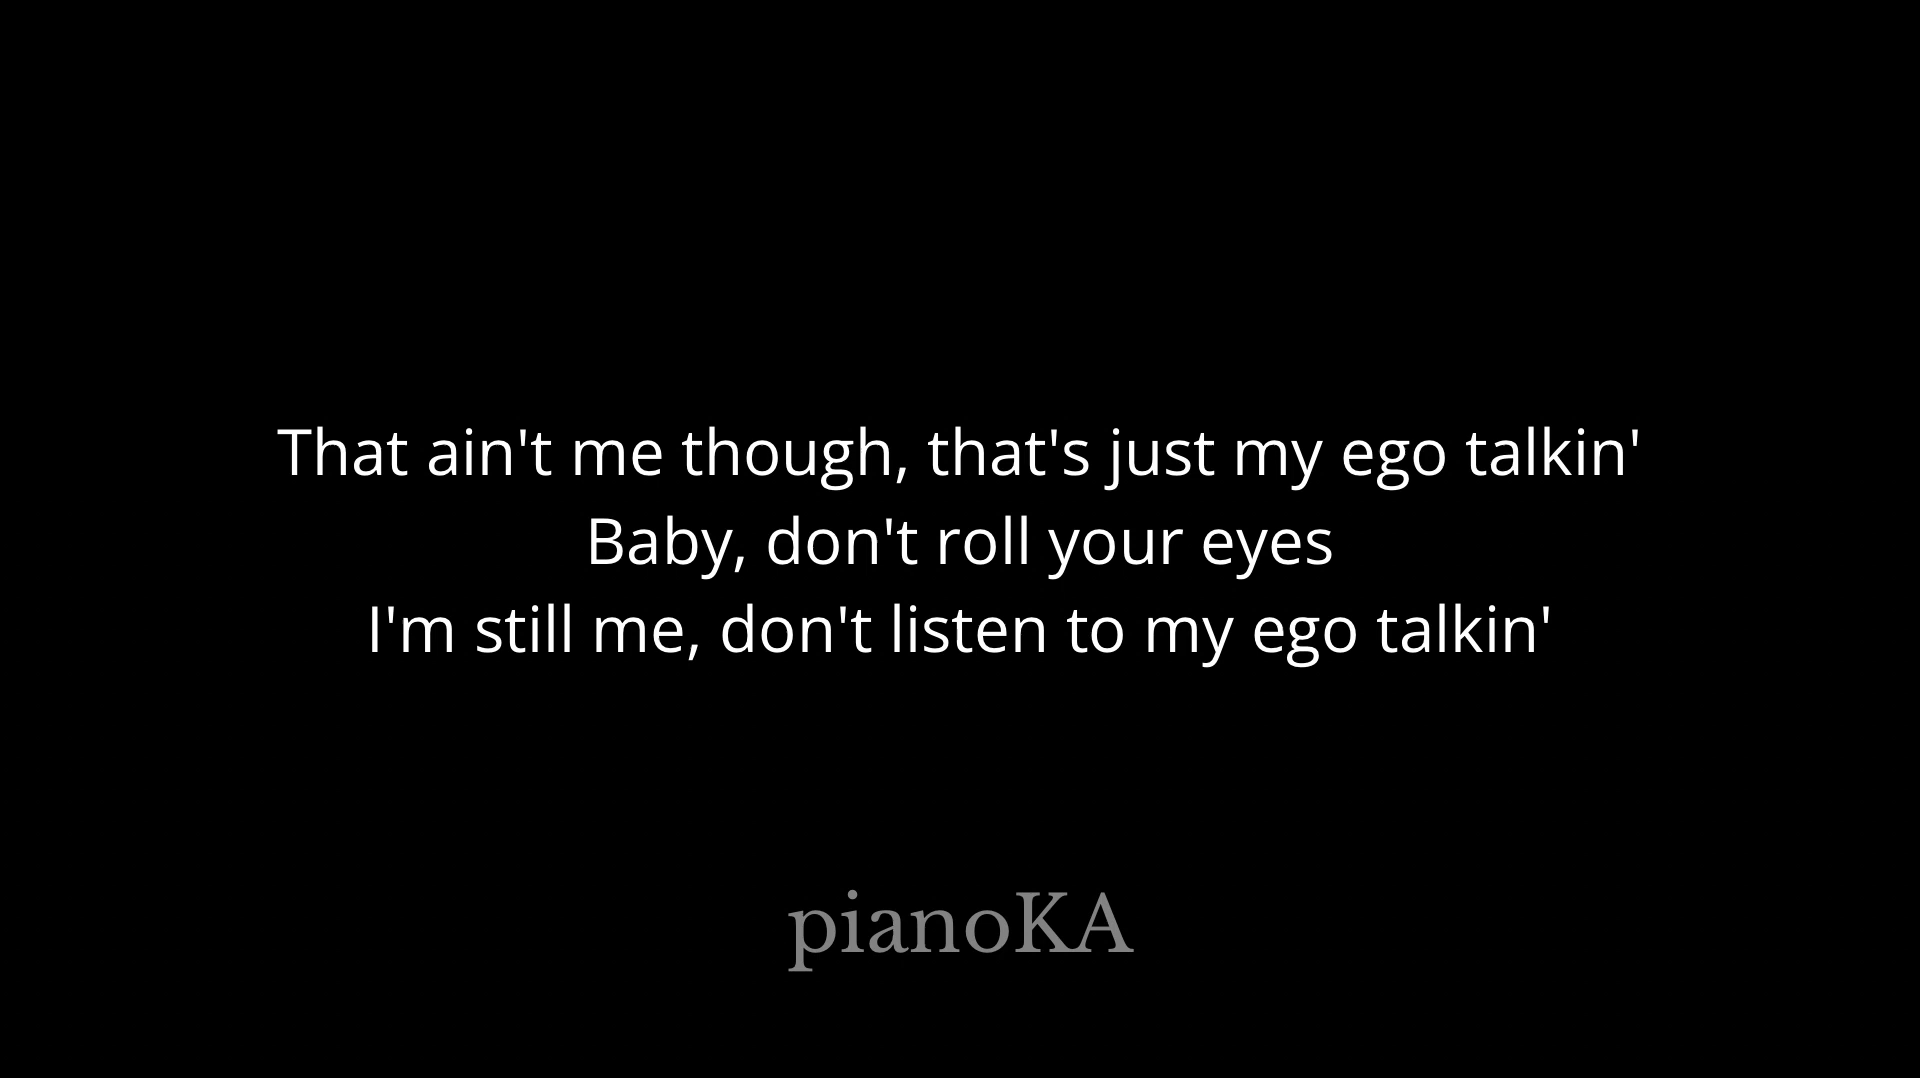 That ain't me though, that's just my ego talkin'
Baby, don't roll your eyes
I'm still me, don't listen to my ego talkin'
pianoKA